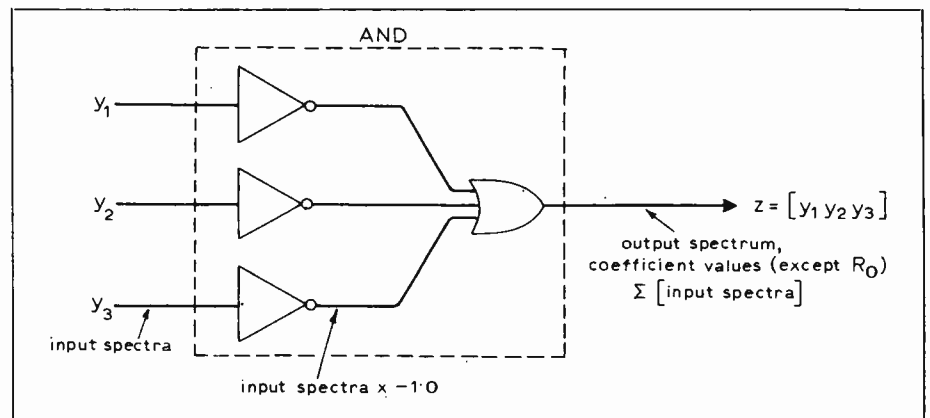 AND
y1
y2
y3
input spectra
input spectra x -1·0
z = [y1 y2 y3]
output spectrum,
coefficient values (except R0)
Σ [input spectra]